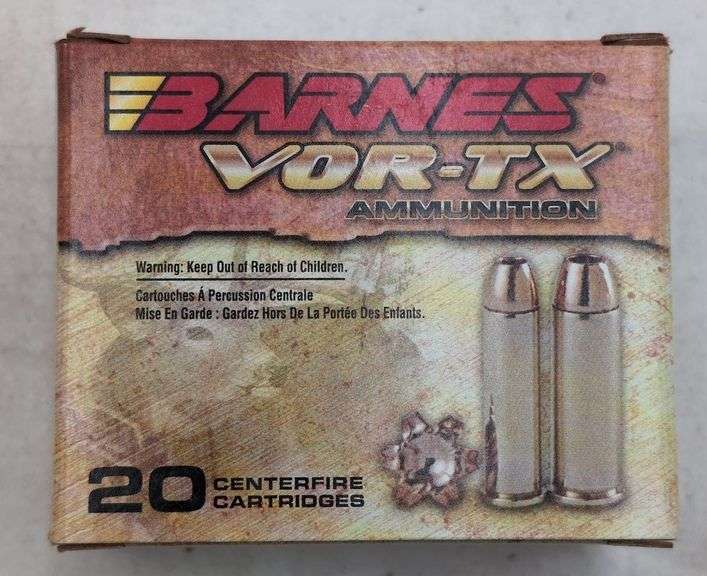 BARNES®
VOR-TX®
AMMUNITION
Warning: Keep Out of Reach of Children.
Cartouches Á Percussion Centrale
Mise En Garde : Gardez Hors De La Portée Des Enfants.
20 CENTERFIRE
CARTRIDGES